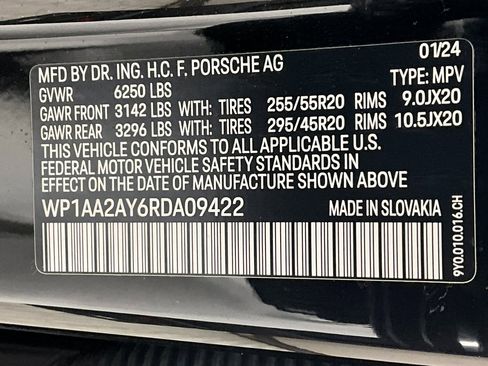 MFD BY DR. ING. H.C. F. PORSCHE AG 01/24
GVWR 6250 LBS TYPE: MPV
GAWR FRONT 3142 LBS WITH: TIRES 255/55R20 RIMS 9.0JX20
GAWR REAR 3296 LBS WITH: TIRES 295/45R20 RIMS 10.5JX20
THIS VEHICLE CONFORMS TO ALL APPLICABLE U.S.
FEDERAL MOTOR VEHICLE SAFETY STANDARDS IN
EFFECT ON THE DATE OF MANUFACTURE SHOWN ABOVE
WP1AA2AY6RDA09422 MADE IN SLOVAKIA
9Y0.010.016.CH